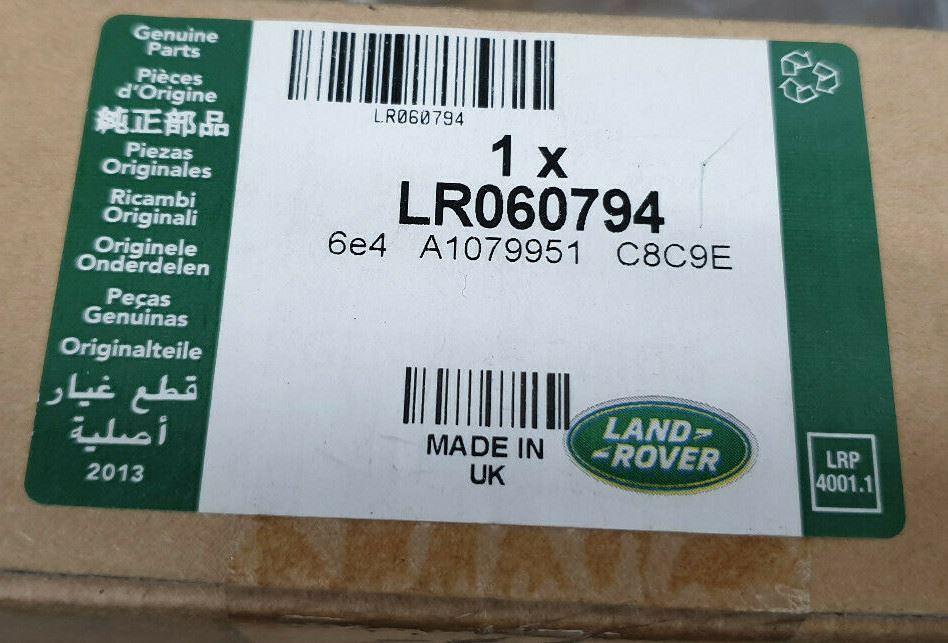 Genuine
Parts
Pièces
d'Origine
純正部品
Piezas
Originales
Ricambi
Originali
Originele
Onderdelen
Peças
Genuinas
Originalteile
قطع غيار
أصلية
2013
LR060794
1 x
LR060794
6e4 A1079951 C8C9E
MADE IN
UK
LAND
ROVER
LRP
4001.1